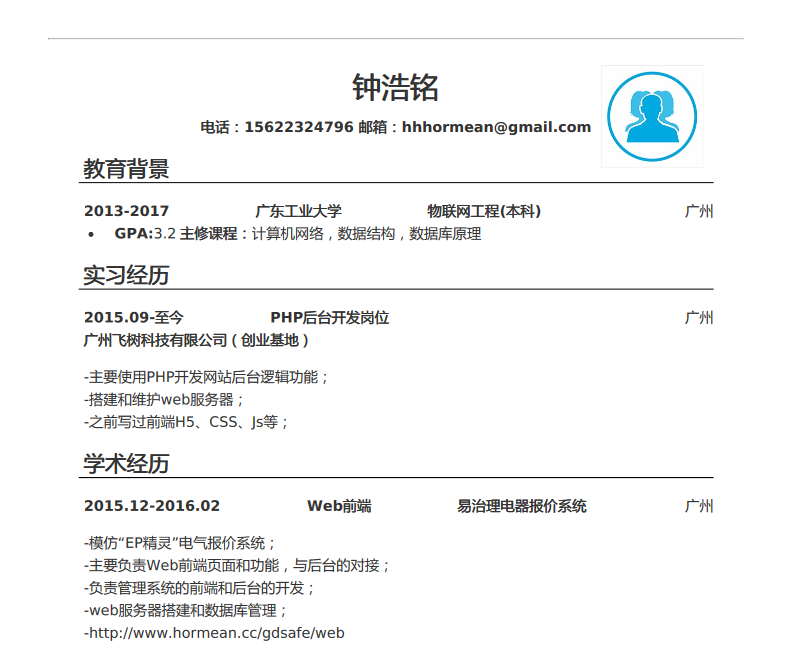 钟浩铭
电话：15622324796 邮箱：hhhormean@gmail.com
教育背景
2013-2017 广东工业大学 物联网工程(本科) 广州
• GPA:3.2 主修课程：计算机网络，数据结构，数据库原理
实习经历
2015.09-至今 PHP后台开发岗位 广州
广州飞树科技有限公司（创业基地）
-主要使用PHP开发网站后台逻辑功能；
-搭建和维护web服务器；
-之前写过前端H5、CSS、Js等；
学术经历
2015.12-2016.02 Web前端 易治理电器报价系统 广州
-模仿“EP精灵”电气报价系统；
-主要负责Web前端页面和功能，与后台的对接；
-负责管理系统的前端和后台的开发；
-web服务器搭建和数据库管理；
-http://www.hormean.cc/gdsafe/web